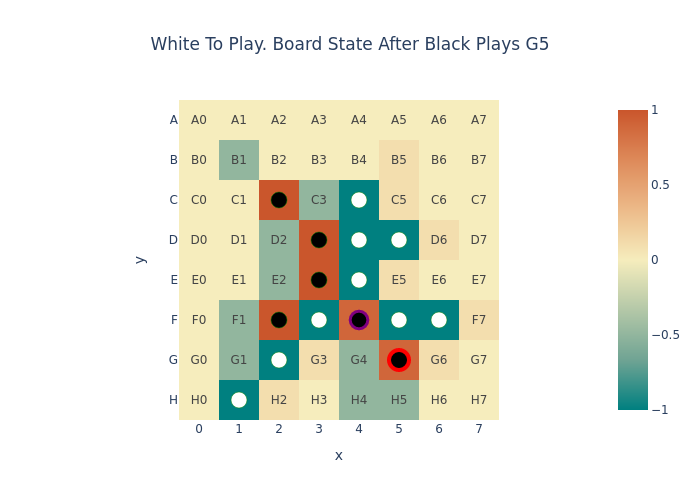 White To Play. Board State After Black Plays G5
A A0 A1 A2 A3 A4 A5 A6 A7
B B0 B1 B2 B3 B4 B5 B6 B7
C C0 C1 C3 C5 C6 C7
D D0 D1 D2 D6 D7
E E0 E1 E2 E5 E6 E7
F F0 F1 F7
G G0 G1 G3 G4 G6 G7
H H0 H2 H3 H4 H5 H6 H7
0 1 2 3 4 5 6 7
x
y
1
0.5
0
−0.5
−1